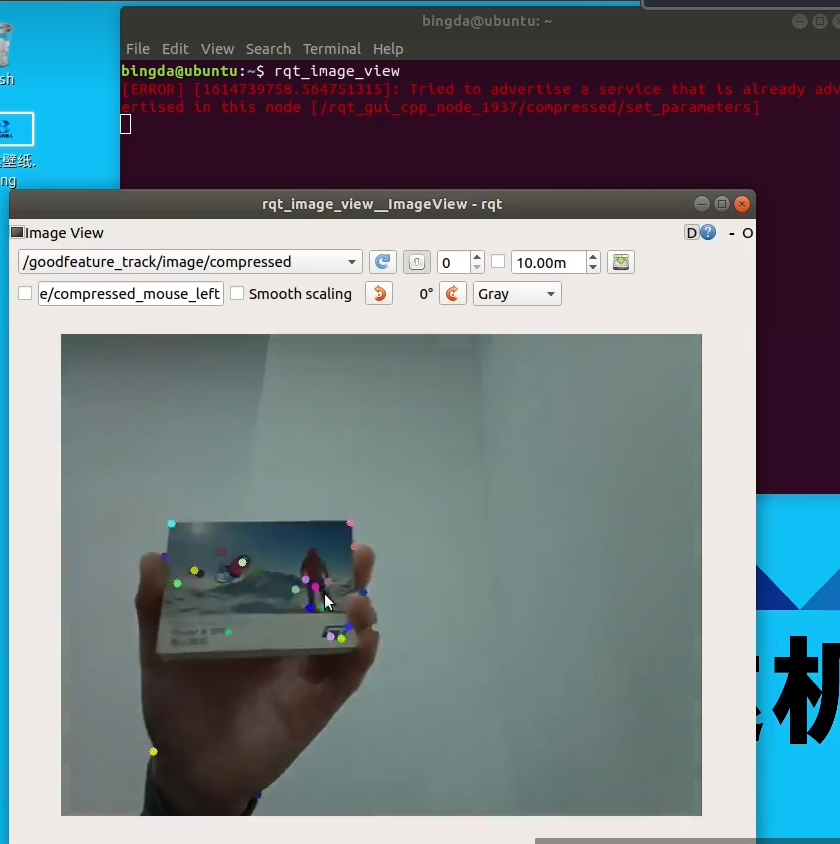 bingda@ubuntu: ~
File Edit View Search Terminal Help
bingda@ubuntu:~$ rqt_image_view
[ERROR] [1614739758.564751315]: Tried to advertise a service that is already adv
ertised in this node [/rqt_gui_cpp_node_1937/compressed/set_parameters]
sh
壁纸.
ng
rqt_image_view__ImageView - rqt
Image View
D
- O
/goodfeature_track/image/compressed
0
10.00m
e/compressed_mouse_left
Smooth scaling
0°
Gray
机